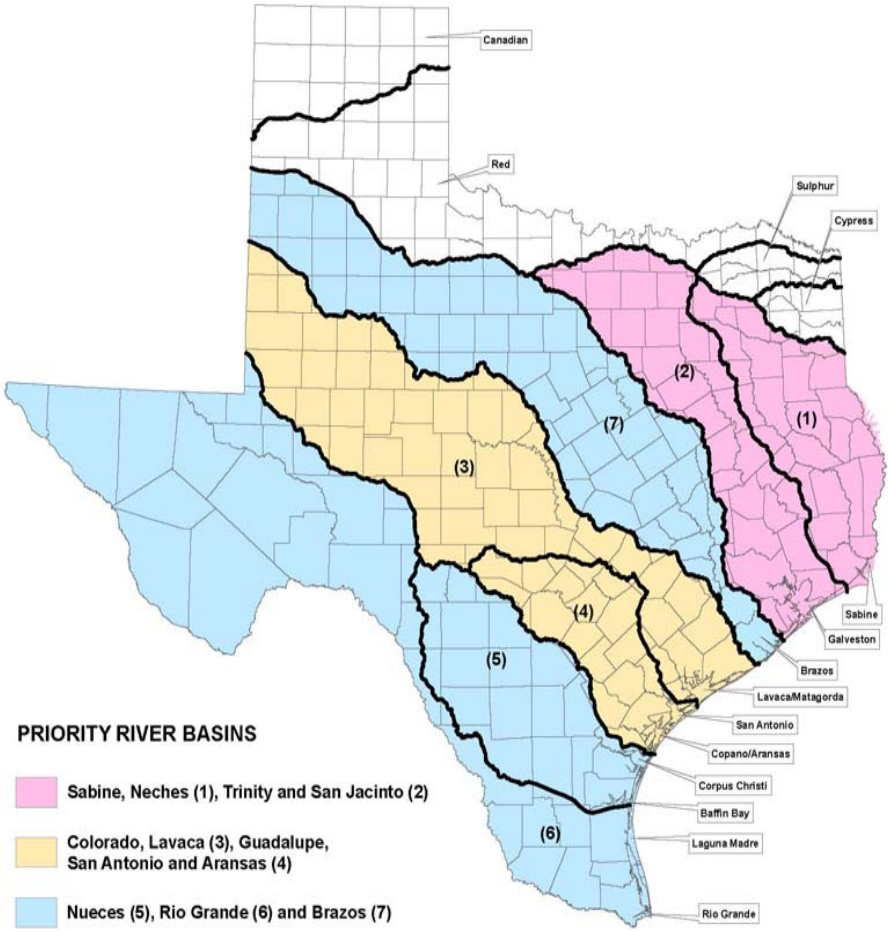 Canadian
Red
Sulphur
Cypress
(2)
(1)
(7)
(3)
(4)
(5)
(6)
Sabine
Galveston
Brazos
Lavaca/Matagorda
San Antonio
Copano/Aransas
Corpus Christi
Baffin Bay
Laguna Madre
Rio Grande
PRIORITY RIVER BASINS
Sabine, Neches (1), Trinity and San Jacinto (2)
Colorado, Lavaca (3), Guadalupe,
San Antonio and Aransas (4)
Nueces (5), Rio Grande (6) and Brazos (7)